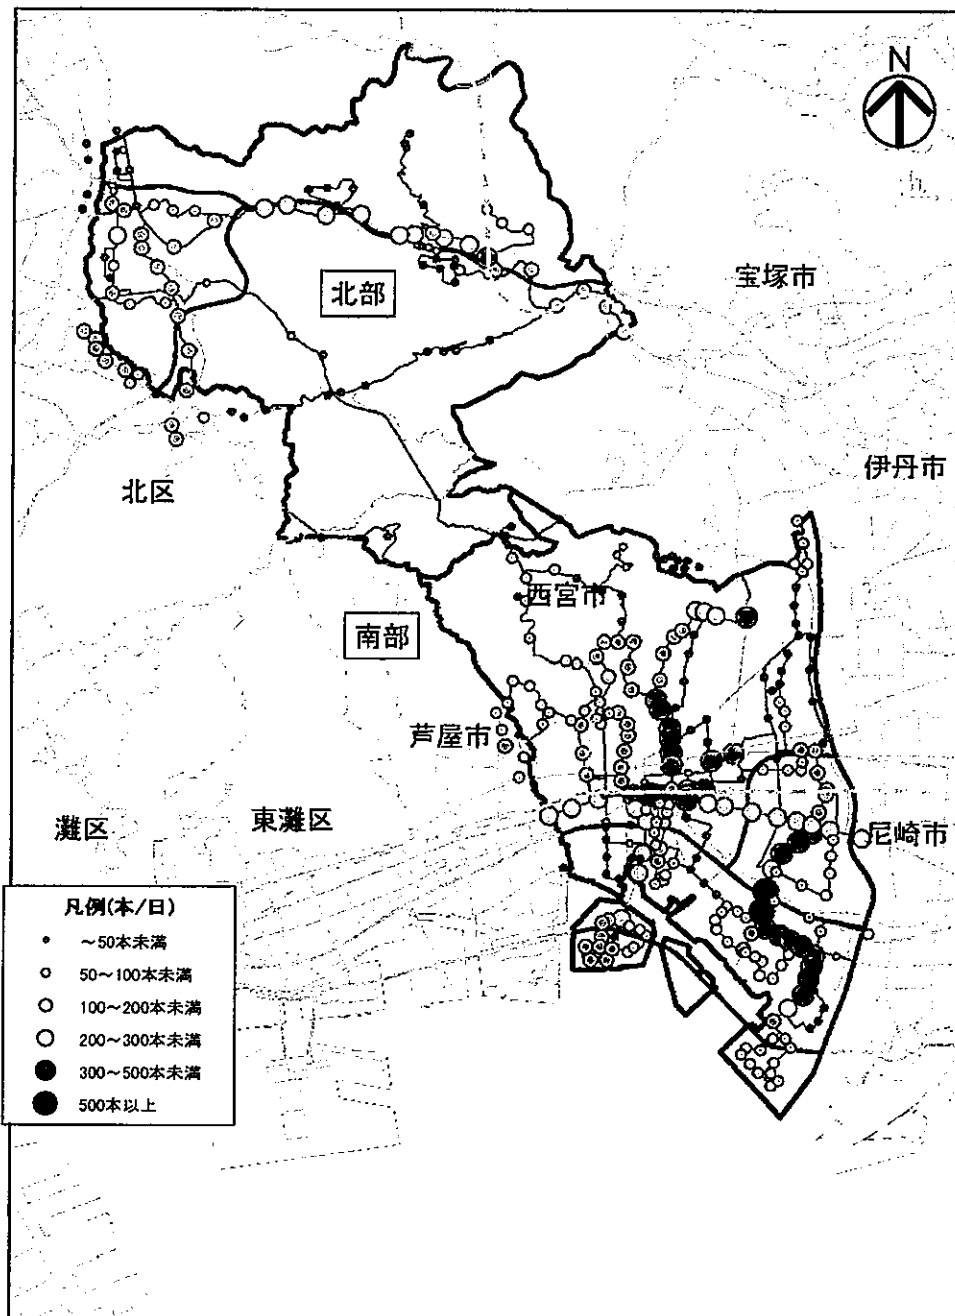 N
宝塚市
北部
伊丹市
北区
西宮市
南部
芦屋市
灘区
東灘区
尼崎市
凡例(本/日)
～50本未満
50～100本未満
100～200本未満
200～300本未満
300～500本未満
500本以上